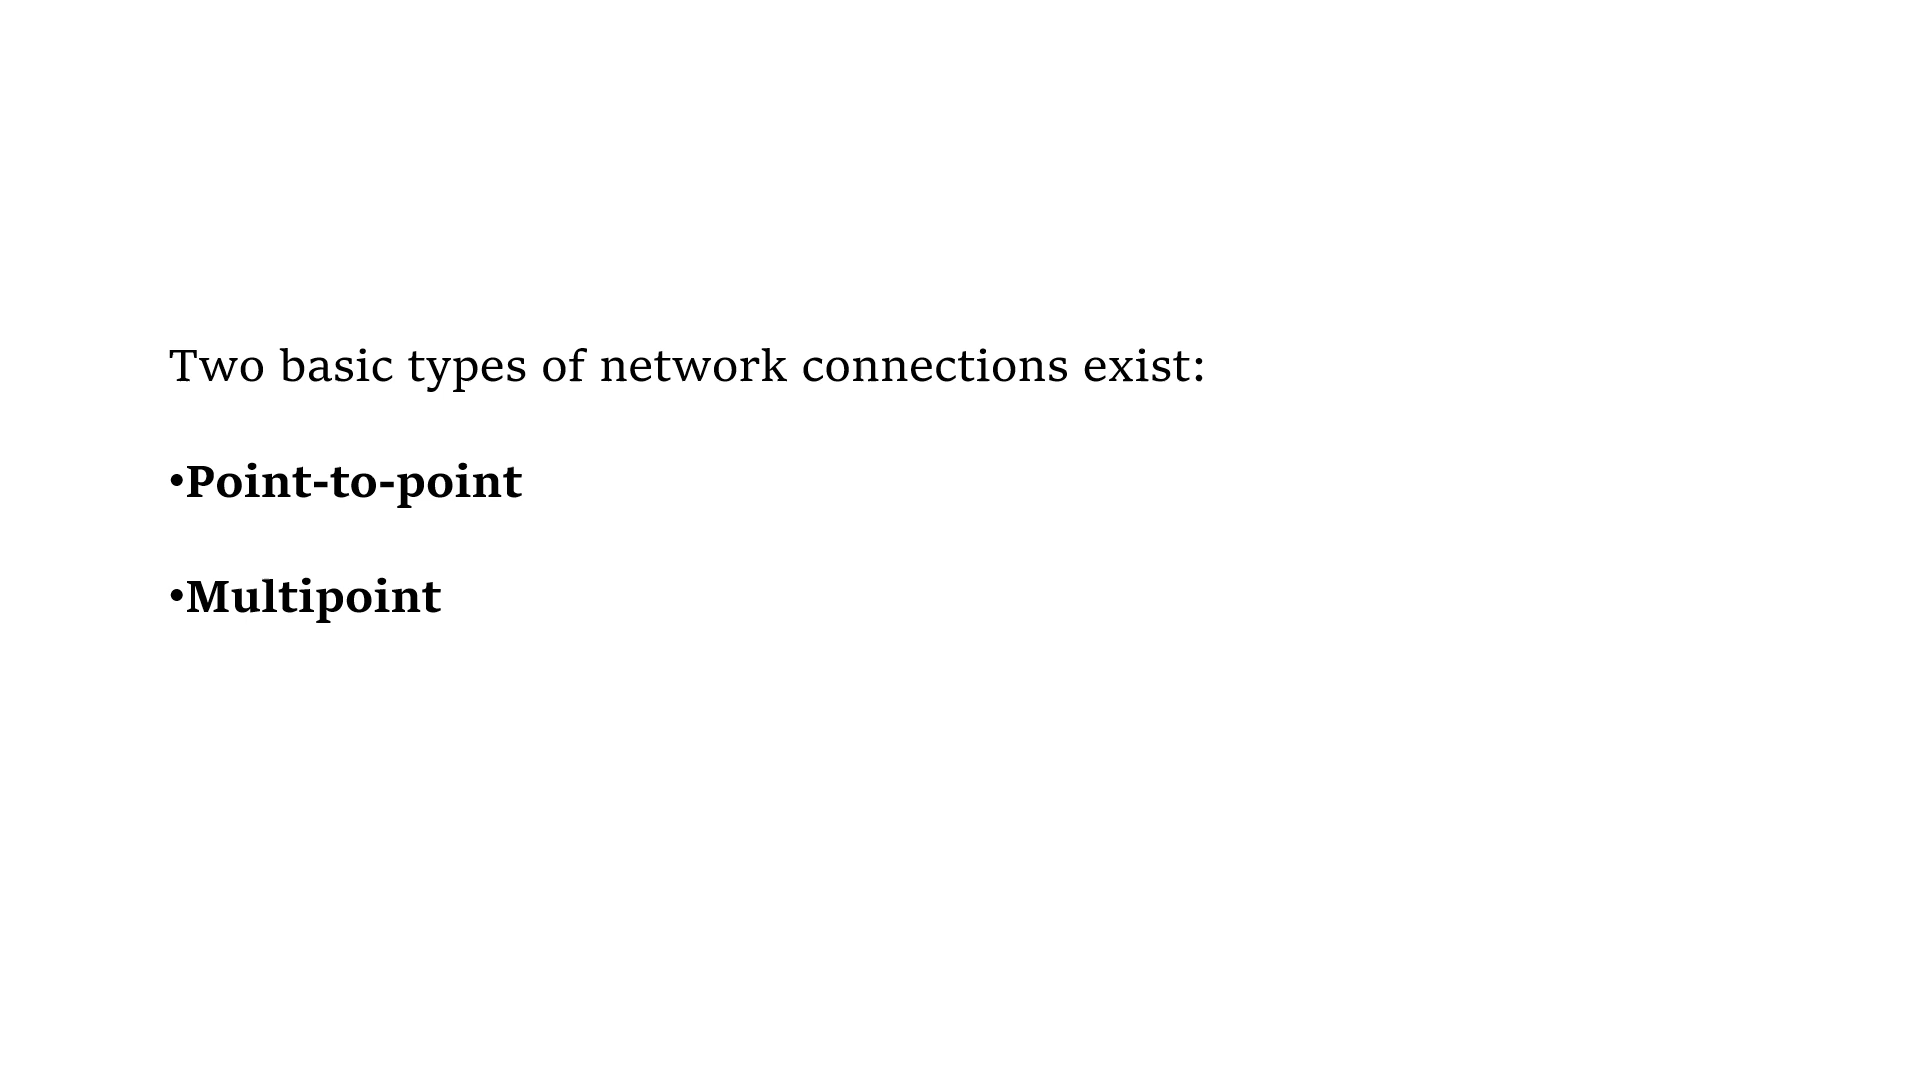 Two basic types of network connections exist:
•Point-to-point
•Multipoint